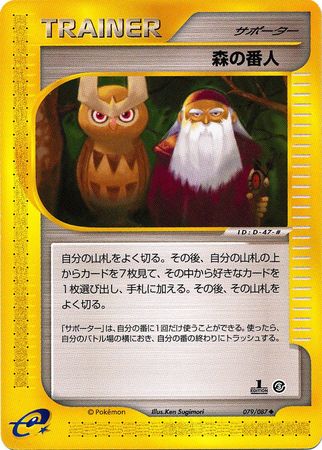 TRAINER
サポーター
森の番人
ID:D-47-#
自分の山札をよく切る。その後、自分の山札の上
からカードを7枚見て、その中から好きなカードを
1枚選び出し、手札に加える。その後、その山札を
よく切る。
「サポーター」は、自分の番に1回だけ使うことができる。使ったら、
自分のバトル場の横におき、自分の番の終わりにトラッシュする。
1
EDITION
e
© Pokémon
Illus.Ken Sugimori
079/087